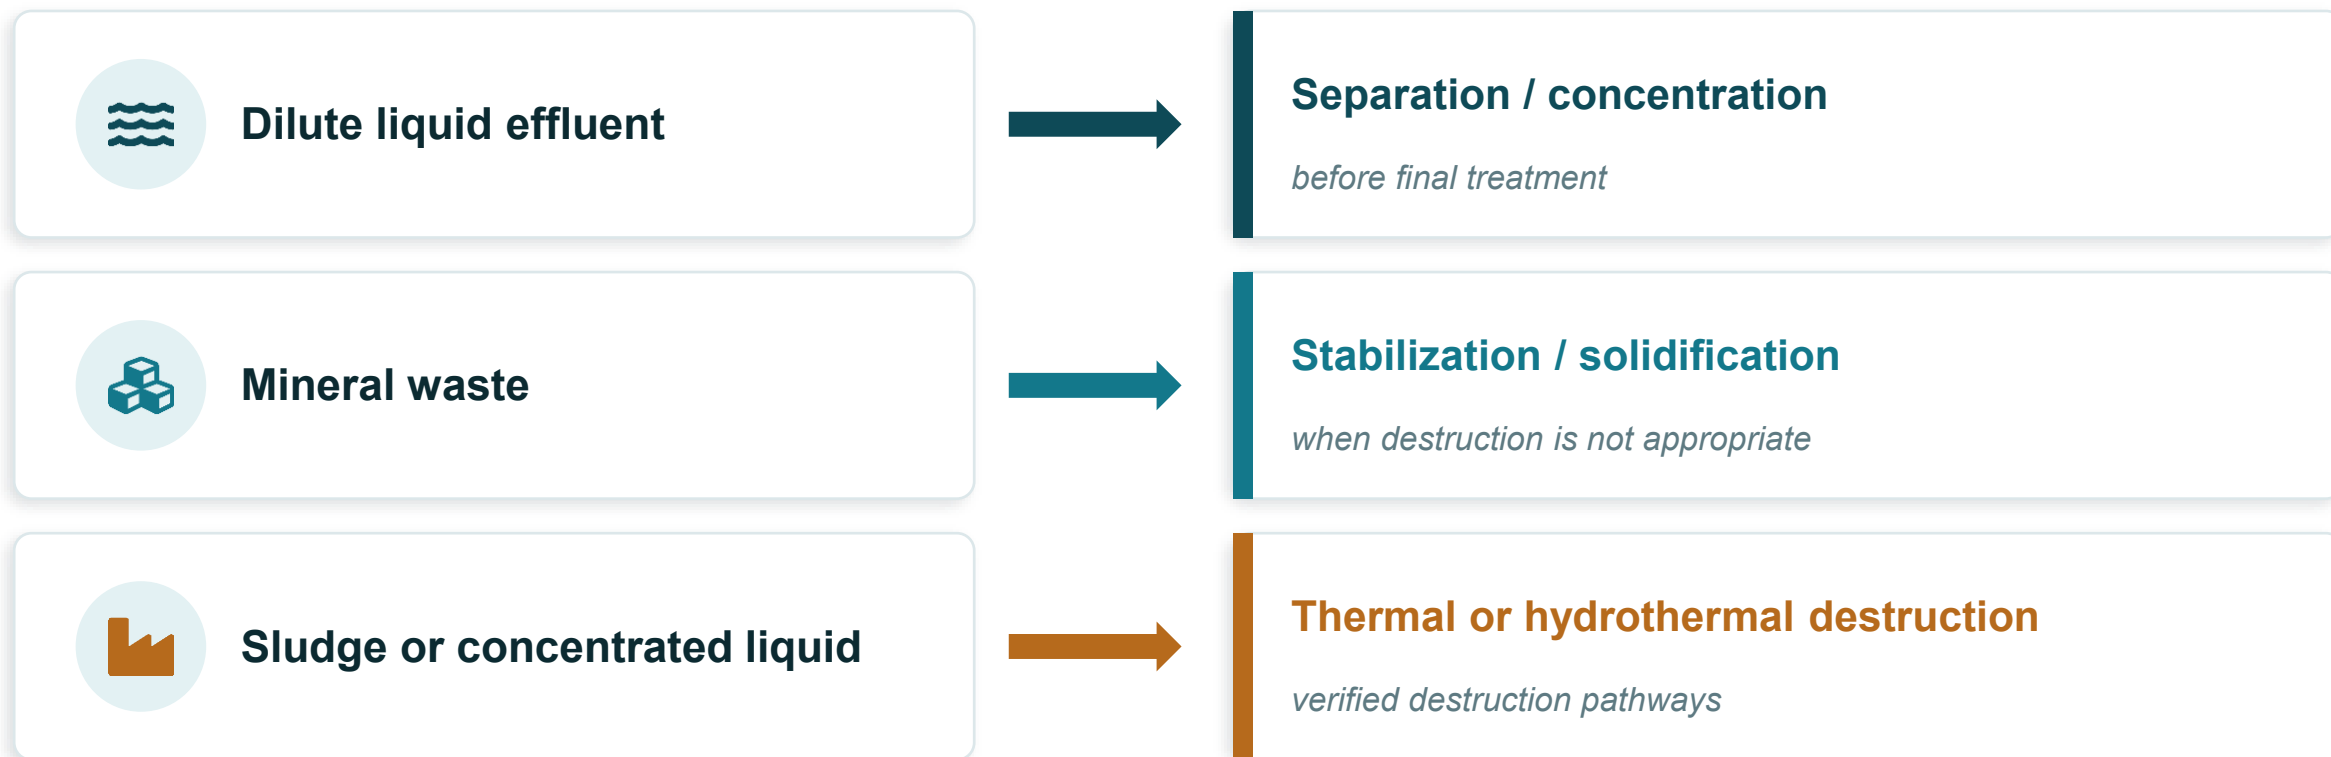 Dilute liquid effluent
Separation / concentration
before final treatment
Mineral waste
Stabilization / solidification
when destruction is not appropriate
Sludge or concentrated liquid
Thermal or hydrothermal destruction
verified destruction pathways